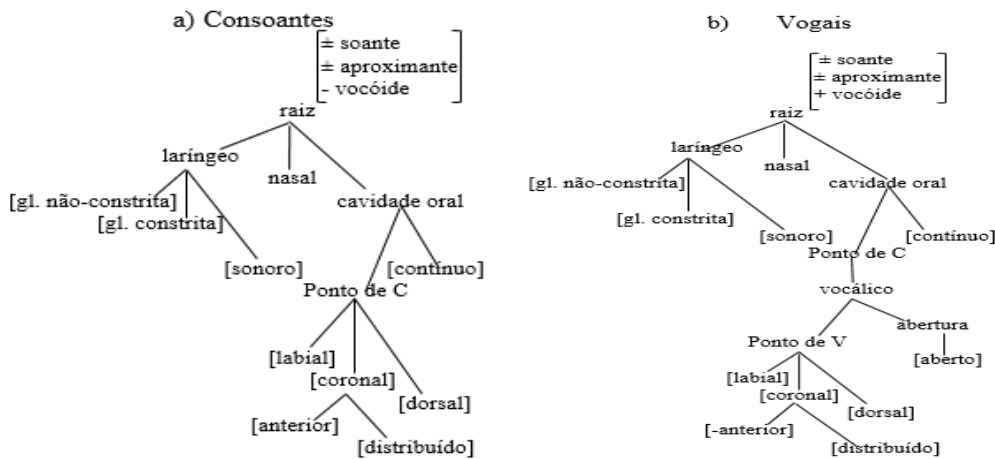 a) Consoantes
± soante
± aproximante
- vocóide
raiz
laríngeo
nasal
cavidade oral
[gl. não-constrita]
[gl. constrita]
[sonoro]
[contínuo]
Ponto de C
[labial]
[coronal]
[dorsal]
[anterior]
[distribuído]
b) Vogais
± soante
± aproximante
+ vocóide
raiz
laríngeo
nasal
cavidade oral
[gl. não-constrita]
[gl. constrita]
[sonoro]
[contínuo]
Ponto de C
vocálico
abertura
Ponto de V
[aberto]
[labial]
[coronal]
[dorsal]
[-anterior]
[distribuído]